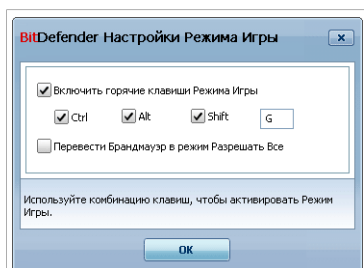 BitDefender Настройки Режима Игры
Включить горячие клавиши Режима Игры
Ctrl Alt Shift G
Перевести Брандмауэр в режим Разрешать Все
Используйте комбинацию клавиш, чтобы активировать Режим
Игры.
OK